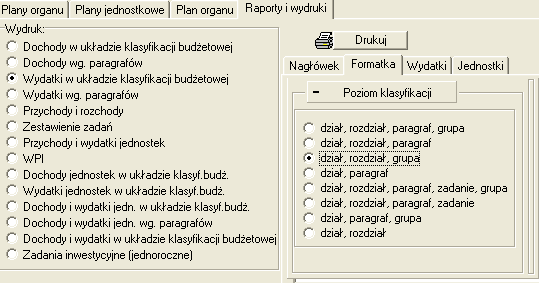 Plany organu
Plany jednostkowe
Plan organu
Raporty i wydruki
Wydruk:
Dochody w układzie klasyfikacji budżetowej
Dochody wg. paragrafów
Wydatki w układzie klasyfikacji budżetowej
Wydatki wg. paragrafów
Przychody i rozchody
Zestawienie zadań
Przychody i wydatki jednostek
WPI
Dochody jednostek w układzie klasyf.budż.
Wydatki jednostek w układzie klasyf.budż.
Dochody i wydatki jedn. w układzie klasyf.budż.
Dochody i wydatki jedn. wg. paragrafów
Dochody i wydatki w układzie klasyfikacji budżetowej
Zadania inwestycyjne (jednoroczne)
Drukuj
Nagłówek
Formatka
Wydatki
Jednostki
- Poziom klasyfikacji
dział, rozdział, paragraf, grupa
dział, rozdział, paragraf
dział, rozdział, grupa
dział, paragraf
dział, rozdział, paragraf, zadanie, grupa
dział, rozdział, paragraf, zadanie
dział, paragraf, grupa
dział, rozdział